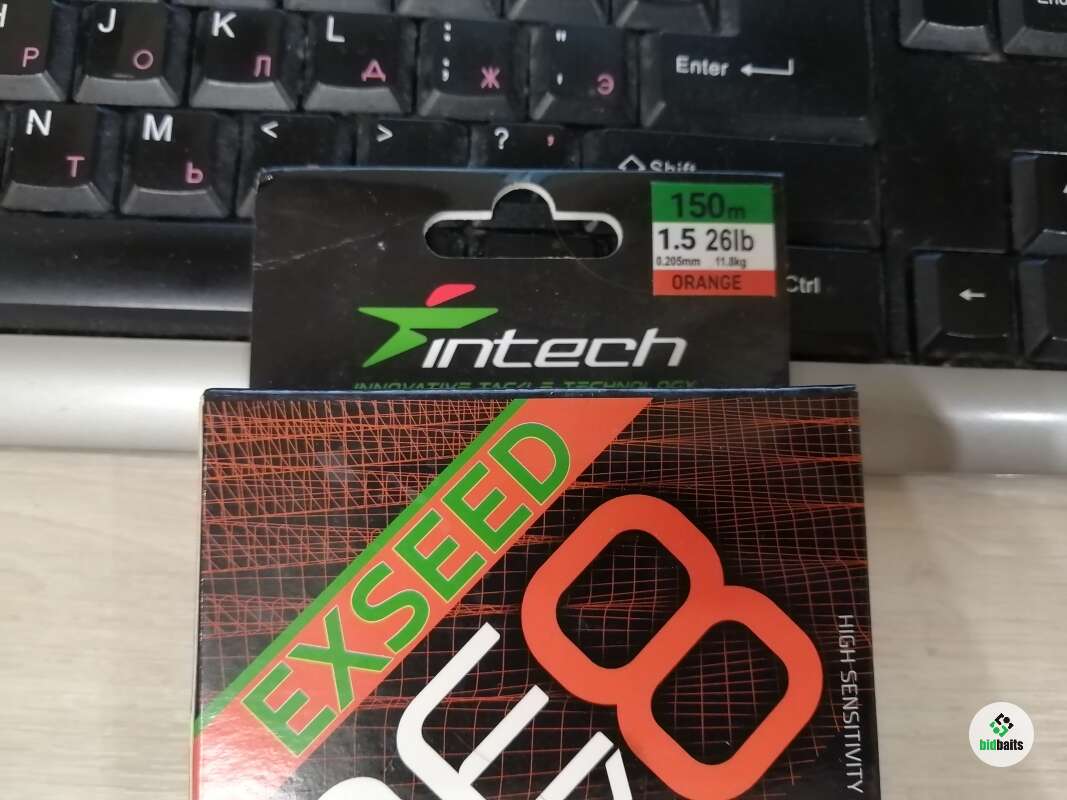 J
K
L
:
"
Р
О
Л
Д
;
Ж
'
Э
Enter
N
M
<
>
?
,
Т
Ь
Shift
150m
1.5 26lb
0.205mm 11.8kg
ORANGE
Ctrl
Fintech
INNOVATIVE TACKLE TECHNOLOGY
EXSEED
8
HIGH SENSITIVITY
bidbaits